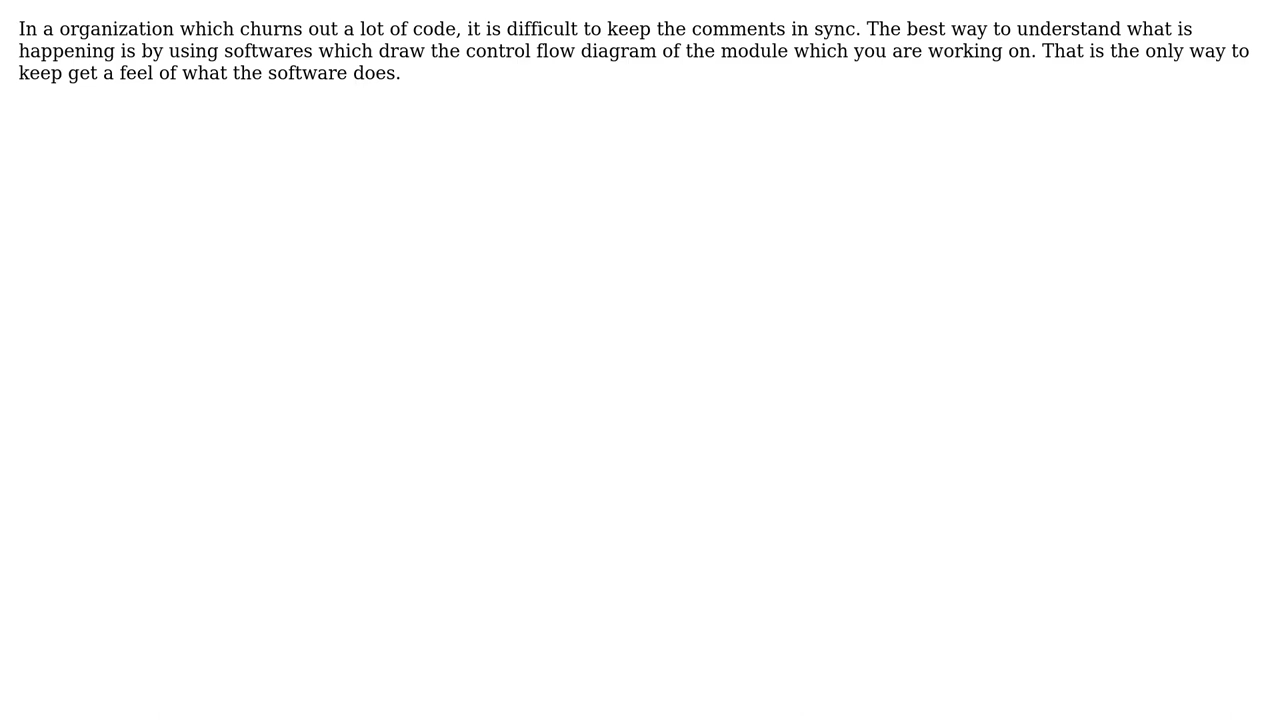 In a organization which churns out a lot of code, it is difficult to keep the comments in sync. The best way to understand what is
happening is by using softwares which draw the control flow diagram of the module which you are working on. That is the only way to
keep get a feel of what the software does.